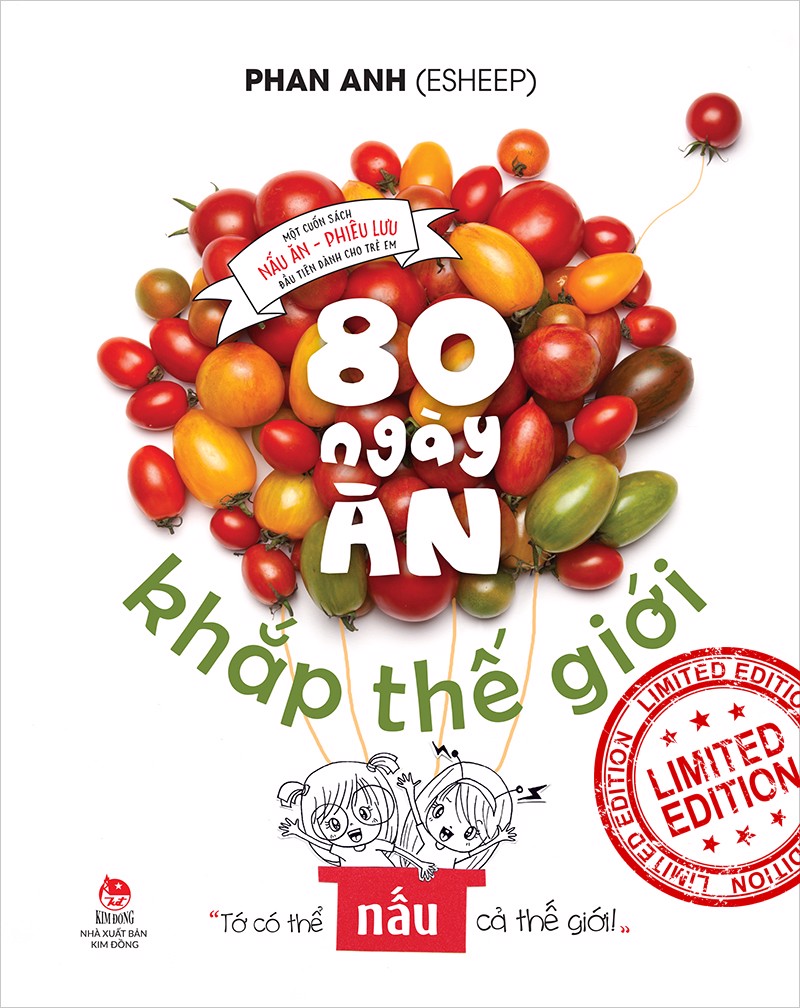 PHAN ANH (ESHEEP)
MỘT CUỐN SÁCH
NẤU ĂN – PHIÊU LƯU
ĐẦU TIÊN DÀNH CHO TRẺ EM
80
ngày
ĂN
khắp thế giới
LIMITED EDITION
LIMITED
EDITION
LIMITED EDITION
LIMITED EDITION
KIM ĐỒNG
NHÀ XUẤT BẢN
KIM ĐỒNG
“Tớ có thể nấu cả thế giới!„